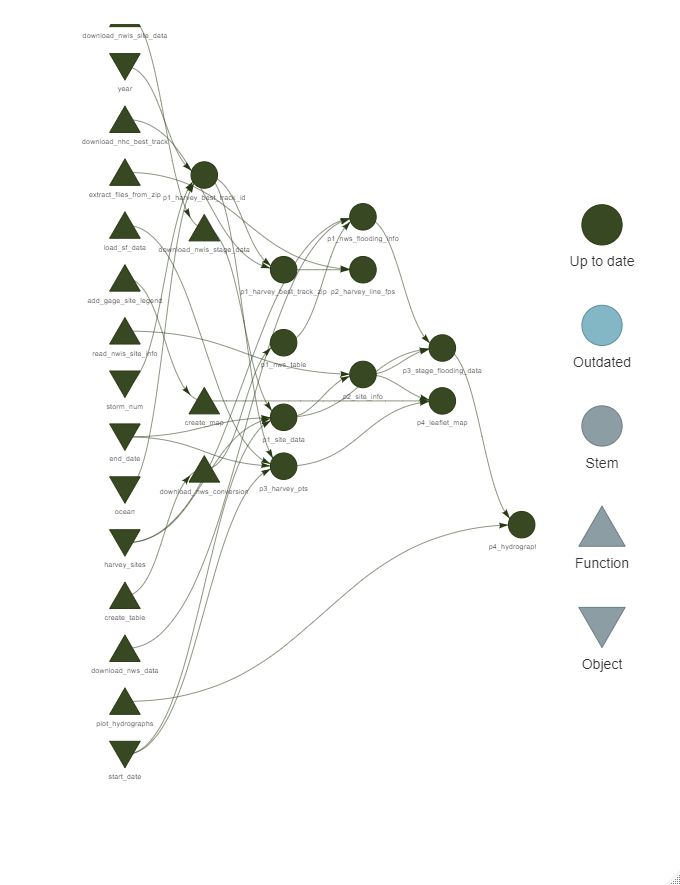 download_nwis_site_data
year
download_nhc_best_track
extract_files_from_zip
p1_harvey_best_track_id
load_sf_data
download_nwis_stage_data
p1_nws_flooding_info
add_gage_site_legend
p1_harvey_best_track_zip
p2_harvey_line_fps
read_nwis_site_info
p1_nws_table
p3_stage_flooding_data
storm_num
p2_site_info
create_map
p4_leaflet_map
end_date
p1_site_data
ocean
download_nws_conversion
p3_harvey_pts
harvey_sites
p4_hydrograph
create_table
download_nws_data
plot_hydrographs
start_date
Up to date
Outdated
Stem
Function
Object